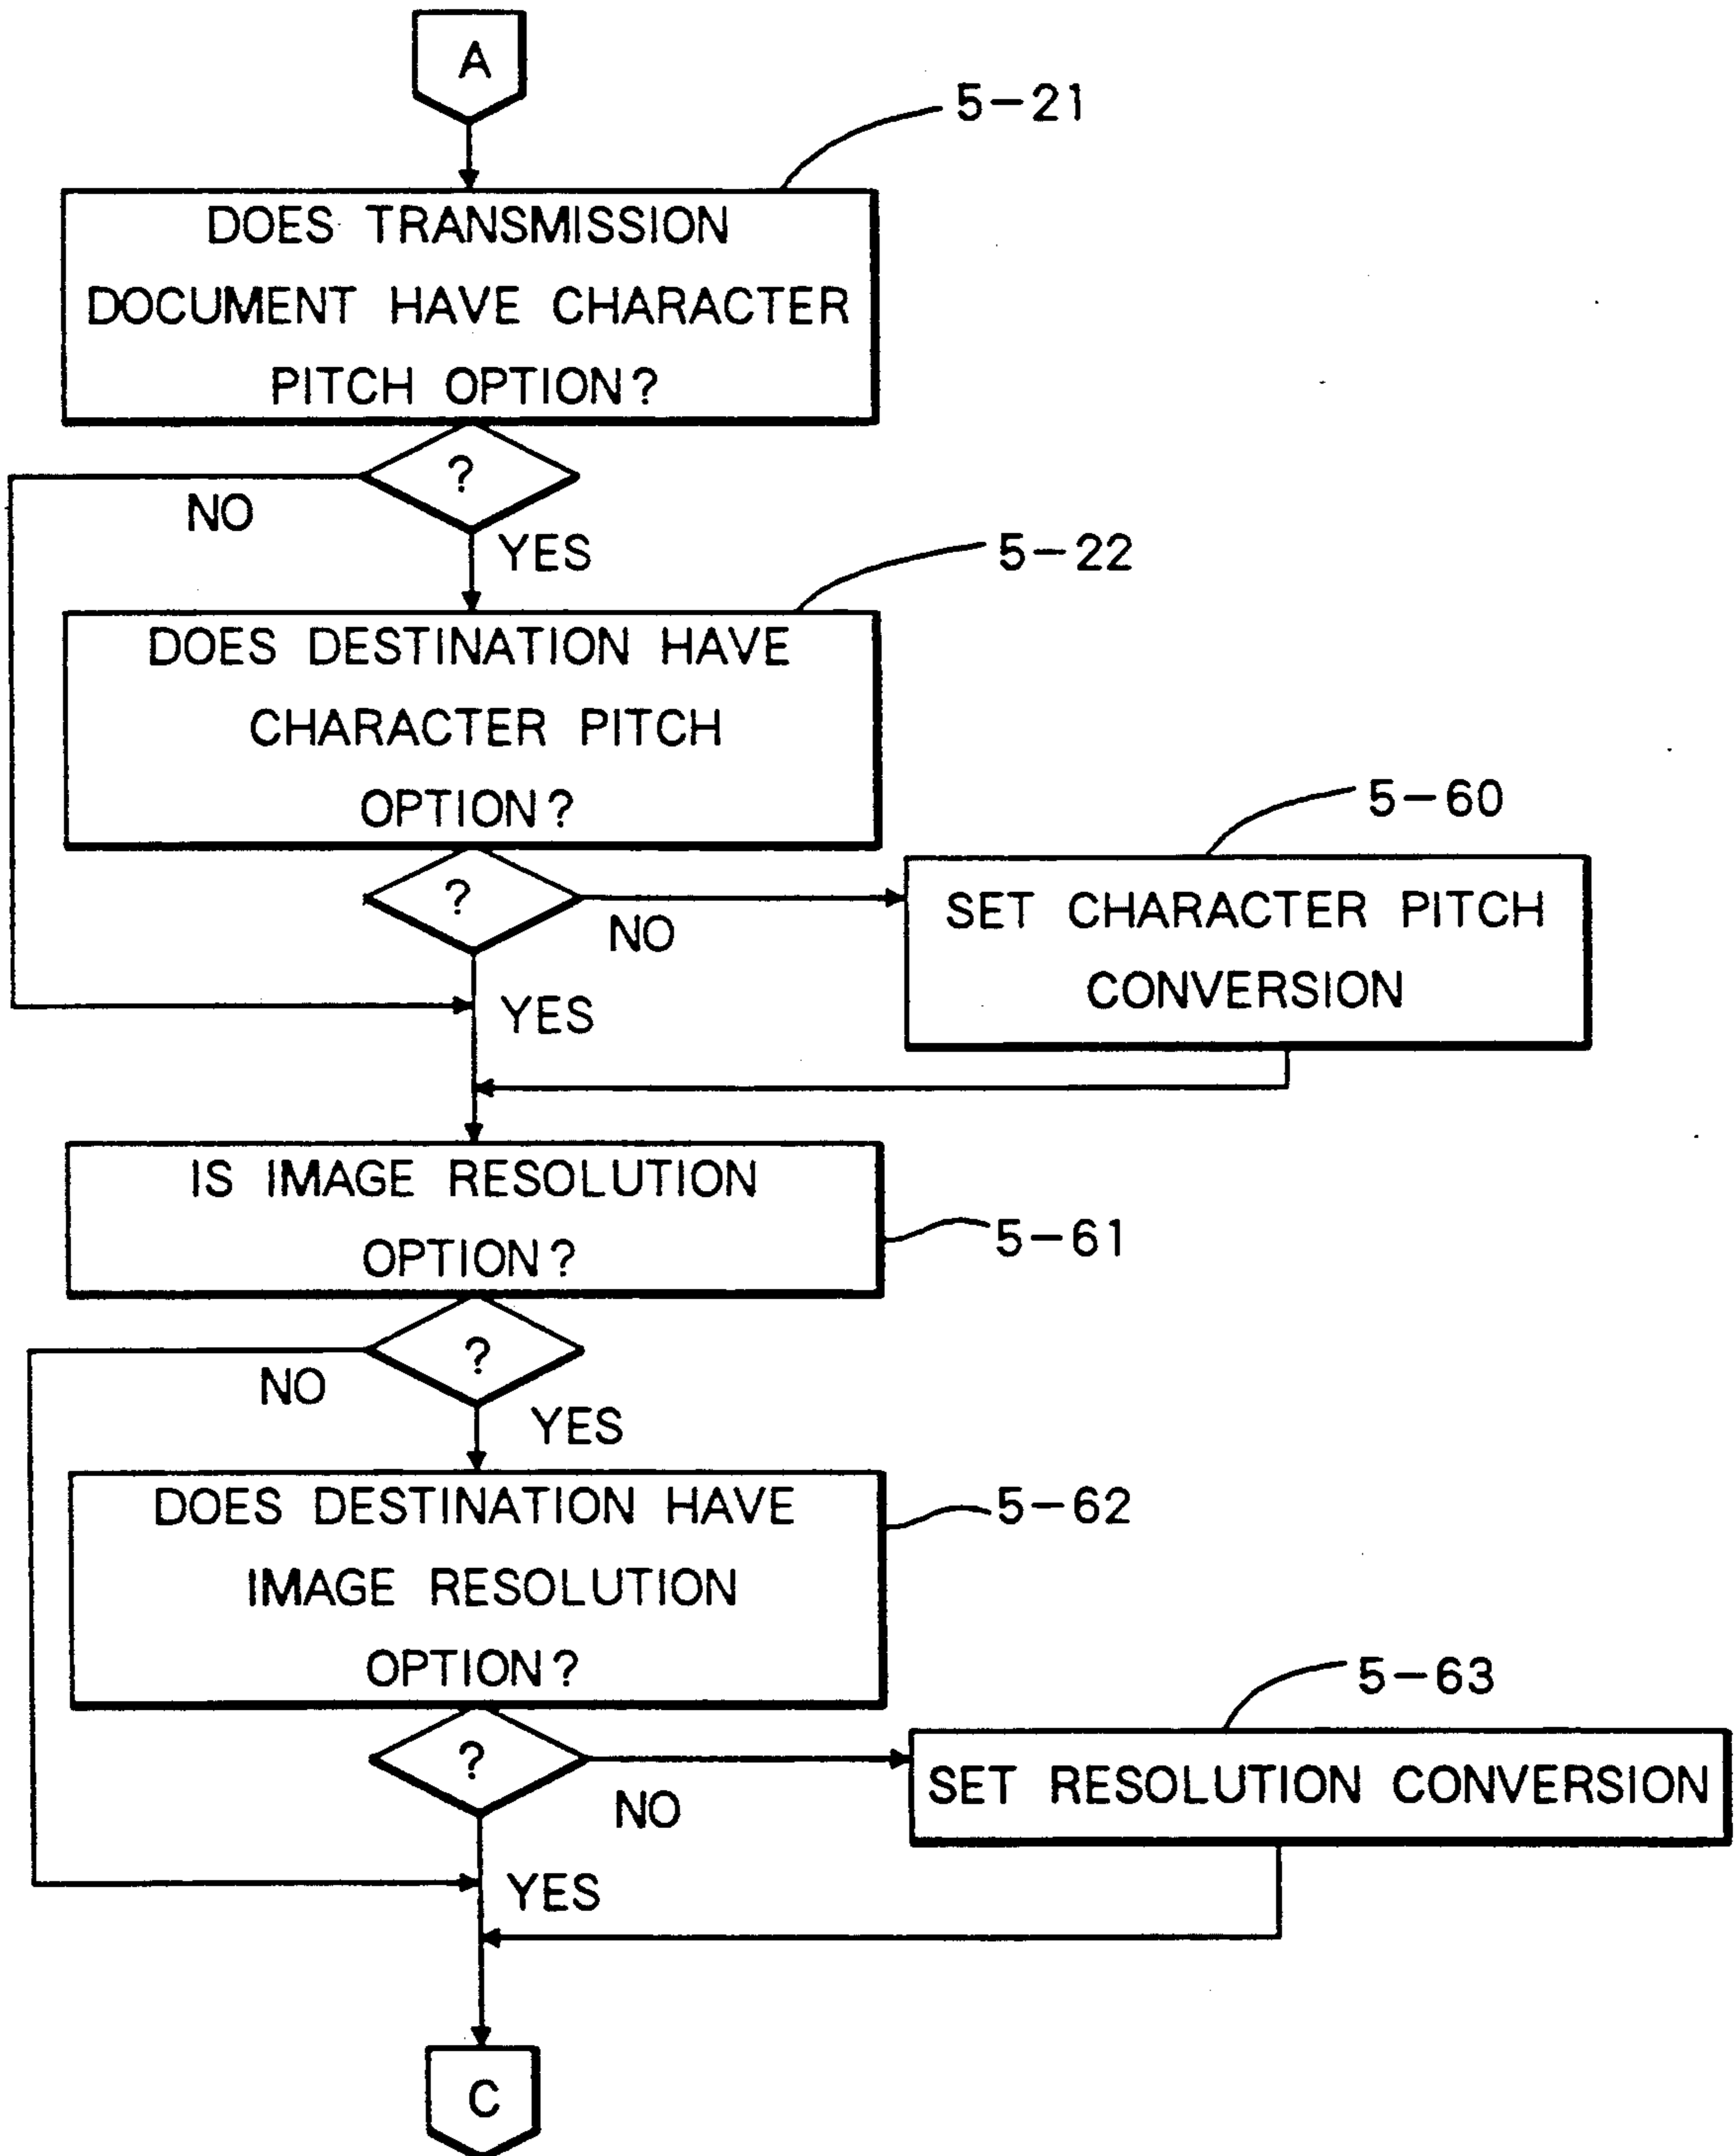 A
5-21
DOES TRANSMISSION
DOCUMENT HAVE CHARACTER
PITCH OPTION?
?
NO
YES
5-22
DOES DESTINATION HAVE
CHARACTER PITCH
OPTION?
5-60
?
NO
SET CHARACTER PITCH
CONVERSION
YES
IS IMAGE RESOLUTION
OPTION?
5-61
?
NO
YES
DOES DESTINATION HAVE
IMAGE RESOLUTION
OPTION?
5-62
5-63
?
NO
SET RESOLUTION CONVERSION
YES
C